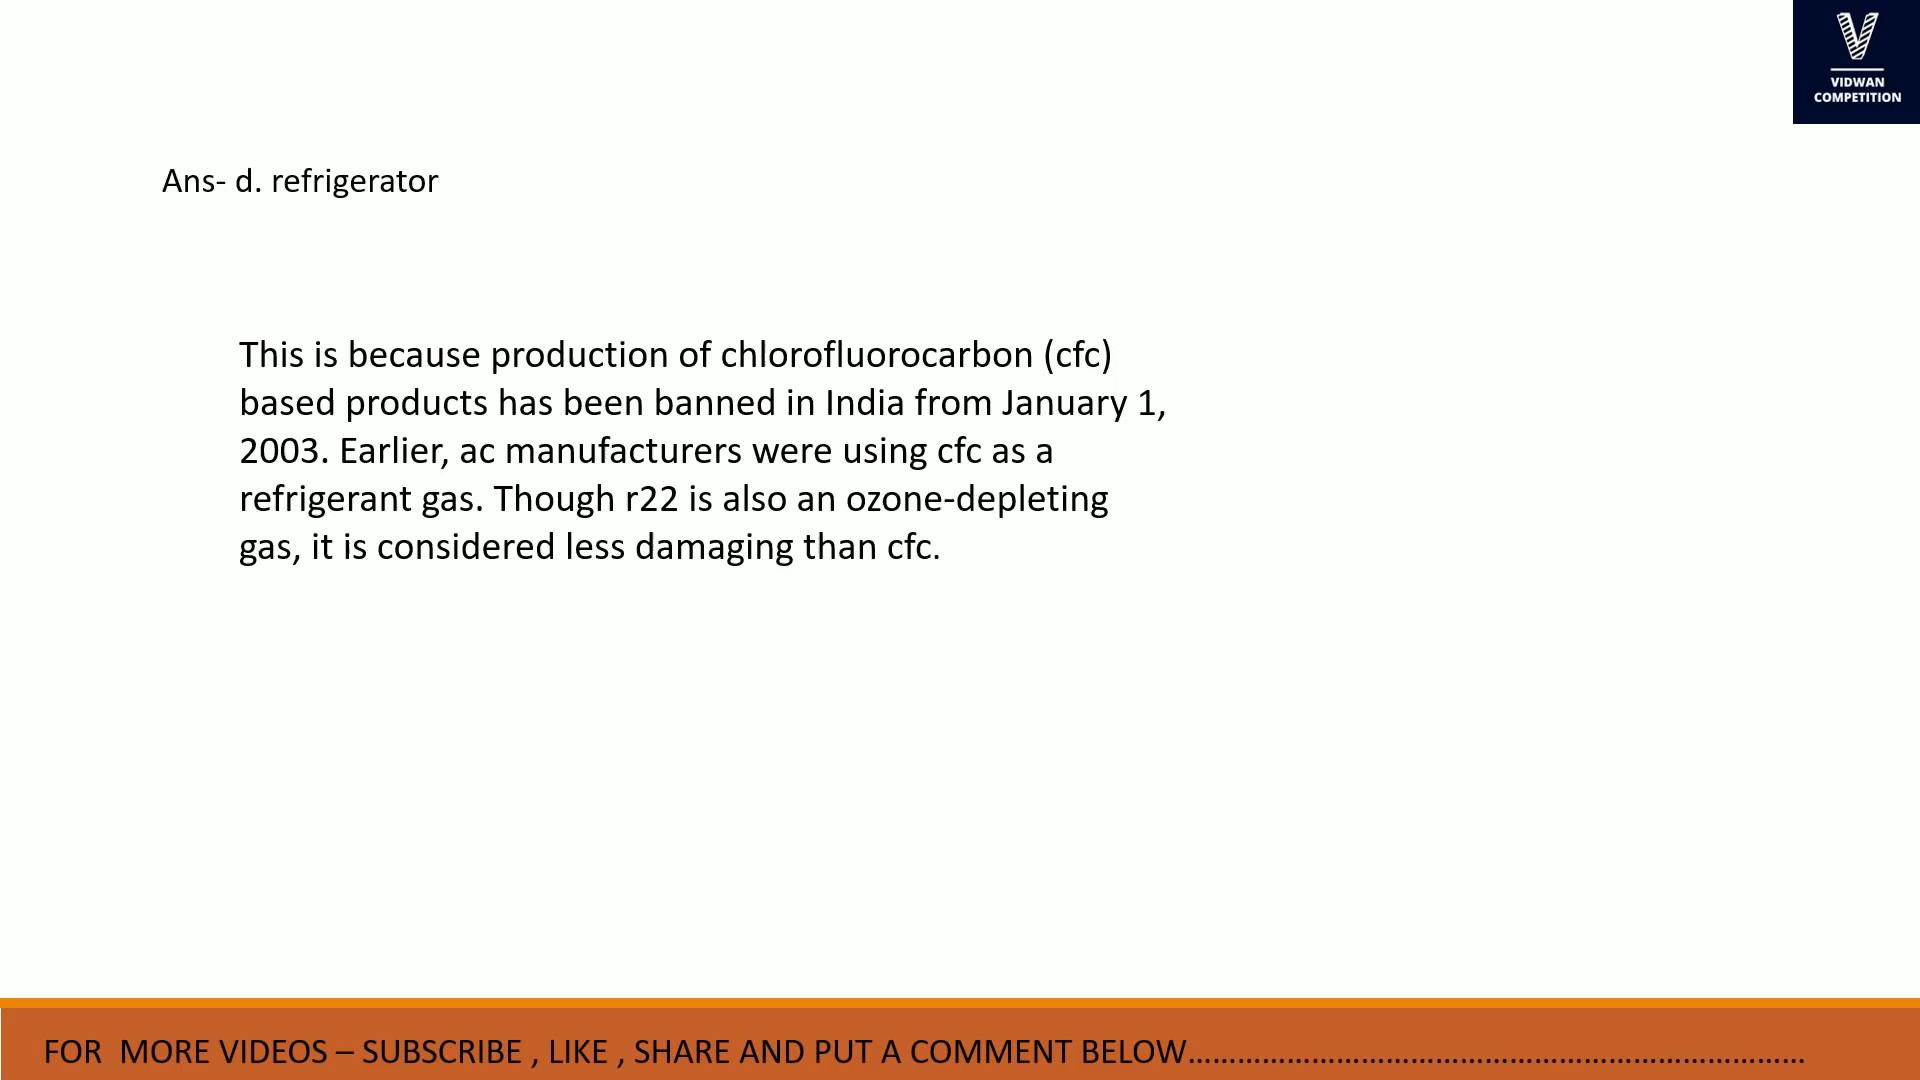 VIDWAN
COMPETITION
Ans- d. refrigerator
This is because production of chlorofluorocarbon (cfc)
based products has been banned in India from January 1,
2003. Earlier, ac manufacturers were using cfc as a
refrigerant gas. Though r22 is also an ozone-depleting
gas, it is considered less damaging than cfc.
FOR  MORE VIDEOS – SUBSCRIBE , LIKE , SHARE AND PUT A COMMENT BELOW……………………………………………………………………